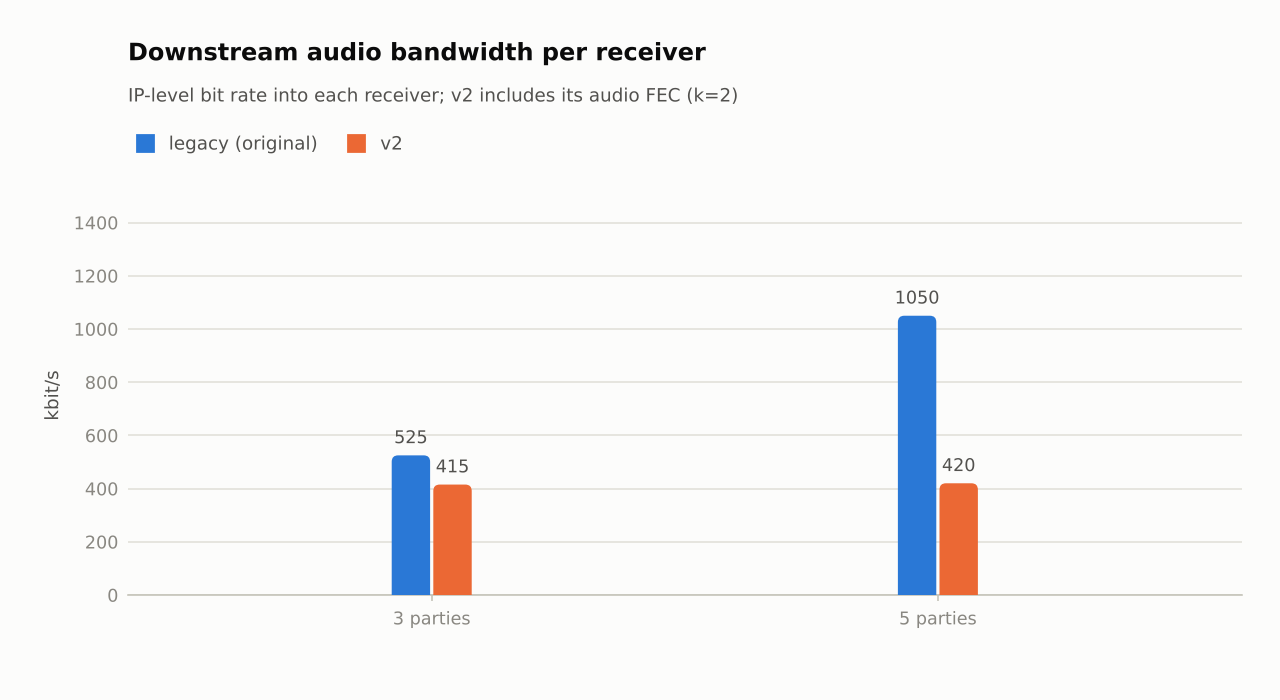 Downstream audio bandwidth per receiver
IP-level bit rate into each receiver; v2 includes its audio FEC (k=2)
legacy (original) v2
1400
1200
1000
800
600
400
200
0
kbit/s
525
415
1050
420
3 parties
5 parties